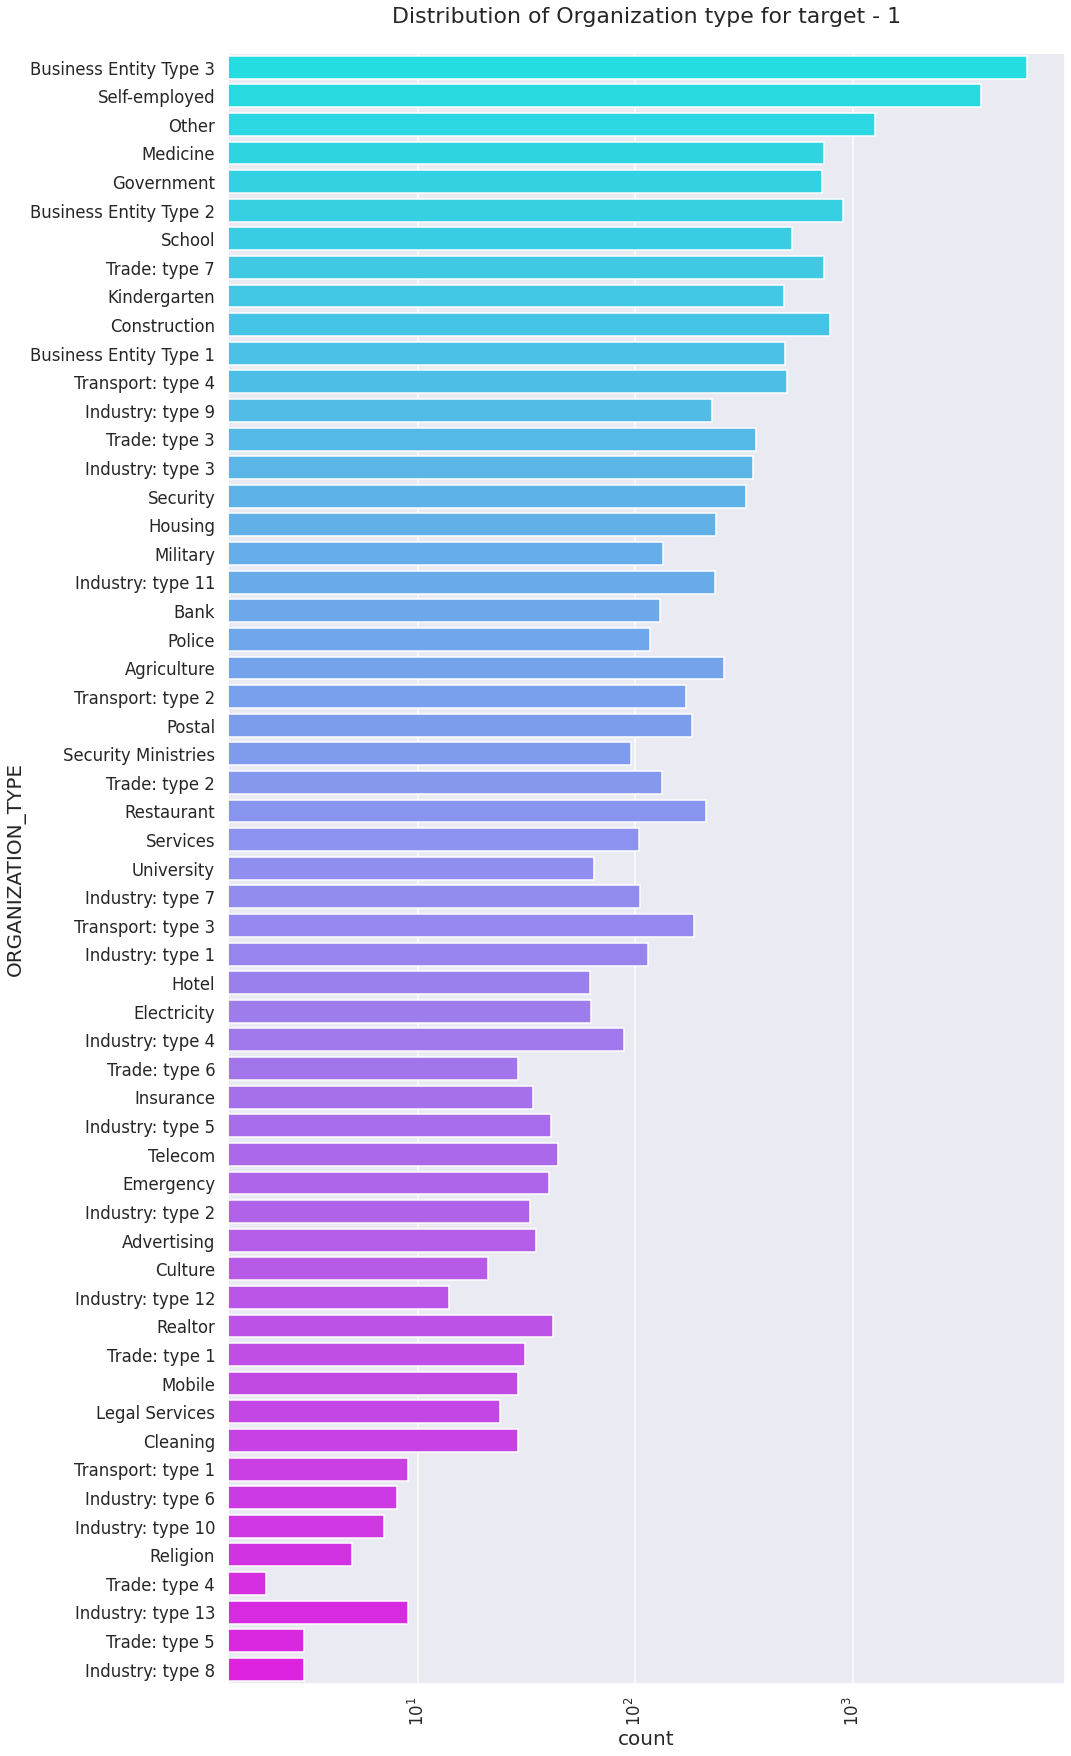 Distribution of Organization type for target - 1
Business Entity Type 3
Self-employed
Other
Medicine
Government
Business Entity Type 2
School
Trade: type 7
Kindergarten
Construction
Business Entity Type 1
Transport: type 4
Industry: type 9
Trade: type 3
Industry: type 3
Security
Housing
Military
Industry: type 11
Bank
Police
Agriculture
Transport: type 2
Postal
Security Ministries
Trade: type 2
Restaurant
Services
University
Industry: type 7
Transport: type 3
Industry: type 1
Hotel
Electricity
Industry: type 4
Trade: type 6
Insurance
Industry: type 5
Telecom
Emergency
Industry: type 2
Advertising
Culture
Industry: type 12
Realtor
Trade: type 1
Mobile
Legal Services
Cleaning
Transport: type 1
Industry: type 6
Industry: type 10
Religion
Trade: type 4
Industry: type 13
Trade: type 5
Industry: type 8
ORGANIZATION_TYPE
10¹
10²
10³
count